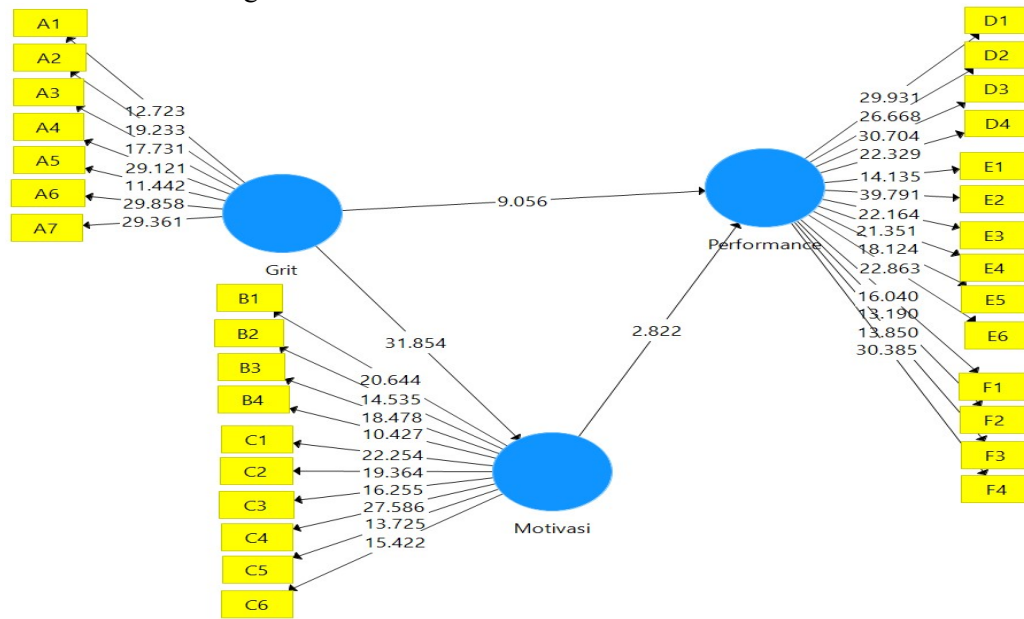 A1
A2
A3
A4
A5
A6
A7
12.723
19.233
17.731
29.121
11.442
29.858
29.361
Grit
9.056
31.854
2.822
B1
B2
B3
B4
C1
C2
C3
C4
C5
C6
20.644
14.535
18.478
10.427
22.254
19.364
16.255
27.586
13.725
15.422
Motivasi
Performance
29.931
26.668
30.704
22.329
14.135
39.791
22.164
21.351
18.124
22.863
16.040
13.190
13.850
30.385
D1
D2
D3
D4
E1
E2
E3
E4
E5
E6
F1
F2
F3
F4